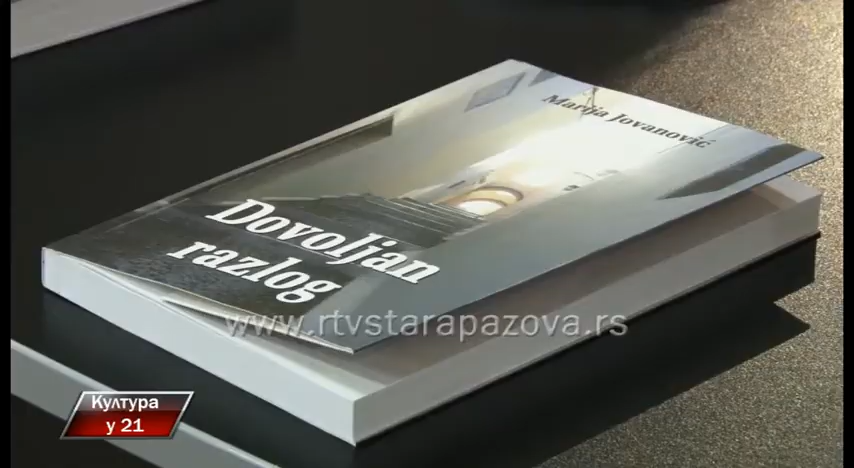 Marija Jovanović
Dovoljan
razlog
www.rtvstarapazova.rs
Култура
у 21